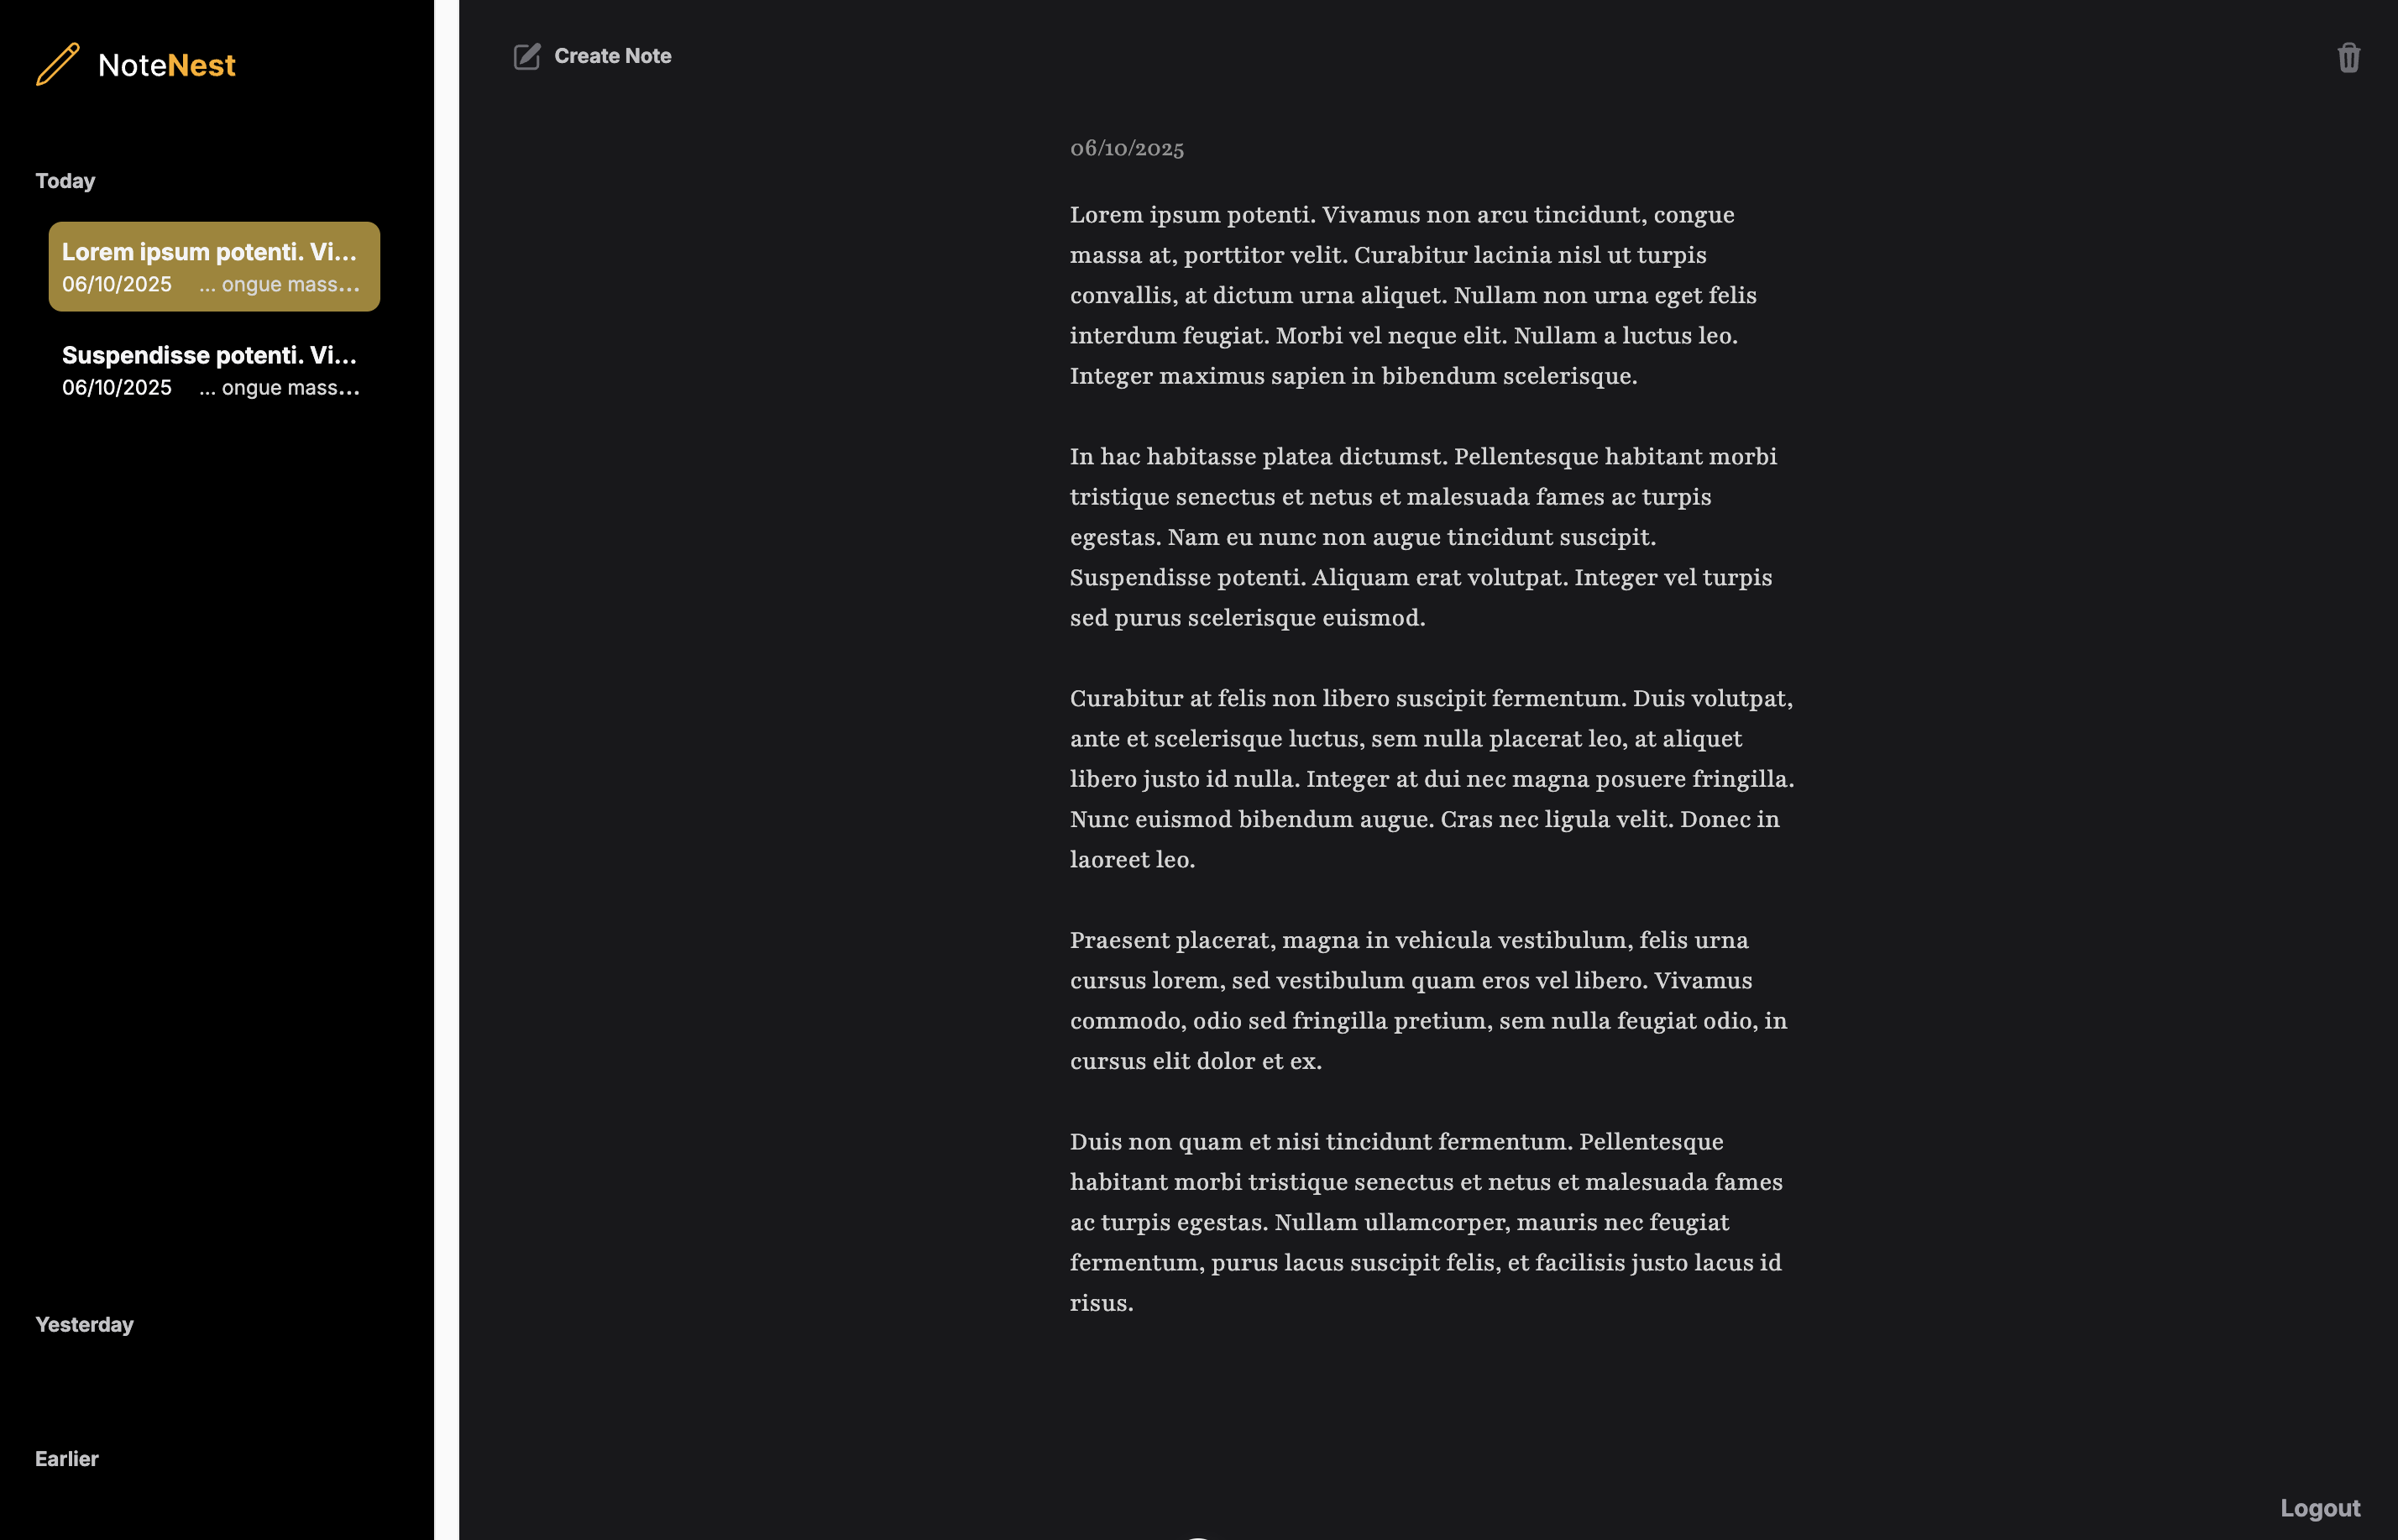 NoteNest
Today
Lorem ipsum potenti. Vi...
06/10/2025 ... ongue mass...
Suspendisse potenti. Vi...
06/10/2025 ... ongue mass...
Yesterday
Earlier
Create Note
06/10/2025
Lorem ipsum potenti. Vivamus non arcu tincidunt, congue
massa at, porttitor velit. Curabitur lacinia nisl ut turpis
convallis, at dictum urna aliquet. Nullam non urna eget felis
interdum feugiat. Morbi vel neque elit. Nullam a luctus leo.
Integer maximus sapien in bibendum scelerisque.
In hac habitasse platea dictumst. Pellentesque habitant morbi
tristique senectus et netus et malesuada fames ac turpis
egestas. Nam eu nunc non augue tincidunt suscipit.
Suspendisse potenti. Aliquam erat volutpat. Integer vel turpis
sed purus scelerisque euismod.
Curabitur at felis non libero suscipit fermentum. Duis volutpat,
ante et scelerisque luctus, sem nulla placerat leo, at aliquet
libero justo id nulla. Integer at dui nec magna posuere fringilla.
Nunc euismod bibendum augue. Cras nec ligula velit. Donec in
laoreet leo.
Praesent placerat, magna in vehicula vestibulum, felis urna
cursus lorem, sed vestibulum quam eros vel libero. Vivamus
commodo, odio sed fringilla pretium, sem nulla feugiat odio, in
cursus elit dolor et ex.
Duis non quam et nisi tincidunt fermentum. Pellentesque
habitant morbi tristique senectus et netus et malesuada fames
ac turpis egestas. Nullam ullamcorper, mauris nec feugiat
fermentum, purus lacus suscipit felis, et facilisis justo lacus id
risus.
Logout